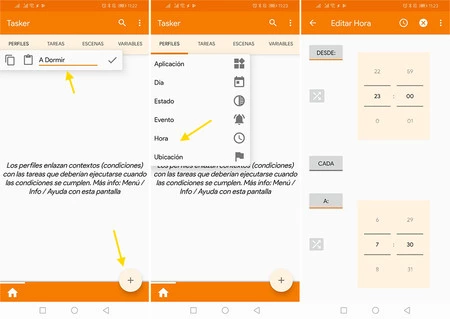 11:22
Tasker
PERFILES TAREAS ESCENAS VARIABLES
A Dormir
Los perfiles enlazan contextos (condiciones)
con las tareas que deberían ejecutarse cuando
las condiciones se cumplen. Más info: Menú /
Info / Ayuda con esta pantalla
11:22
Tasker
PERFILES TAREAS ESCENAS VARIABLES
Aplicación
Día
Estado
Evento
Hora
Ubicación
Los perfiles enlazan contextos (condiciones)
con las tareas que deberían ejecutarse cuando
las condiciones se cumplen. Más info: Menú /
Info / Ayuda con esta pantalla
11:23
Editar Hora
DESDE:
22 59
23 : 00
0 01
CADA
A:
6 29
7 : 30
8 31